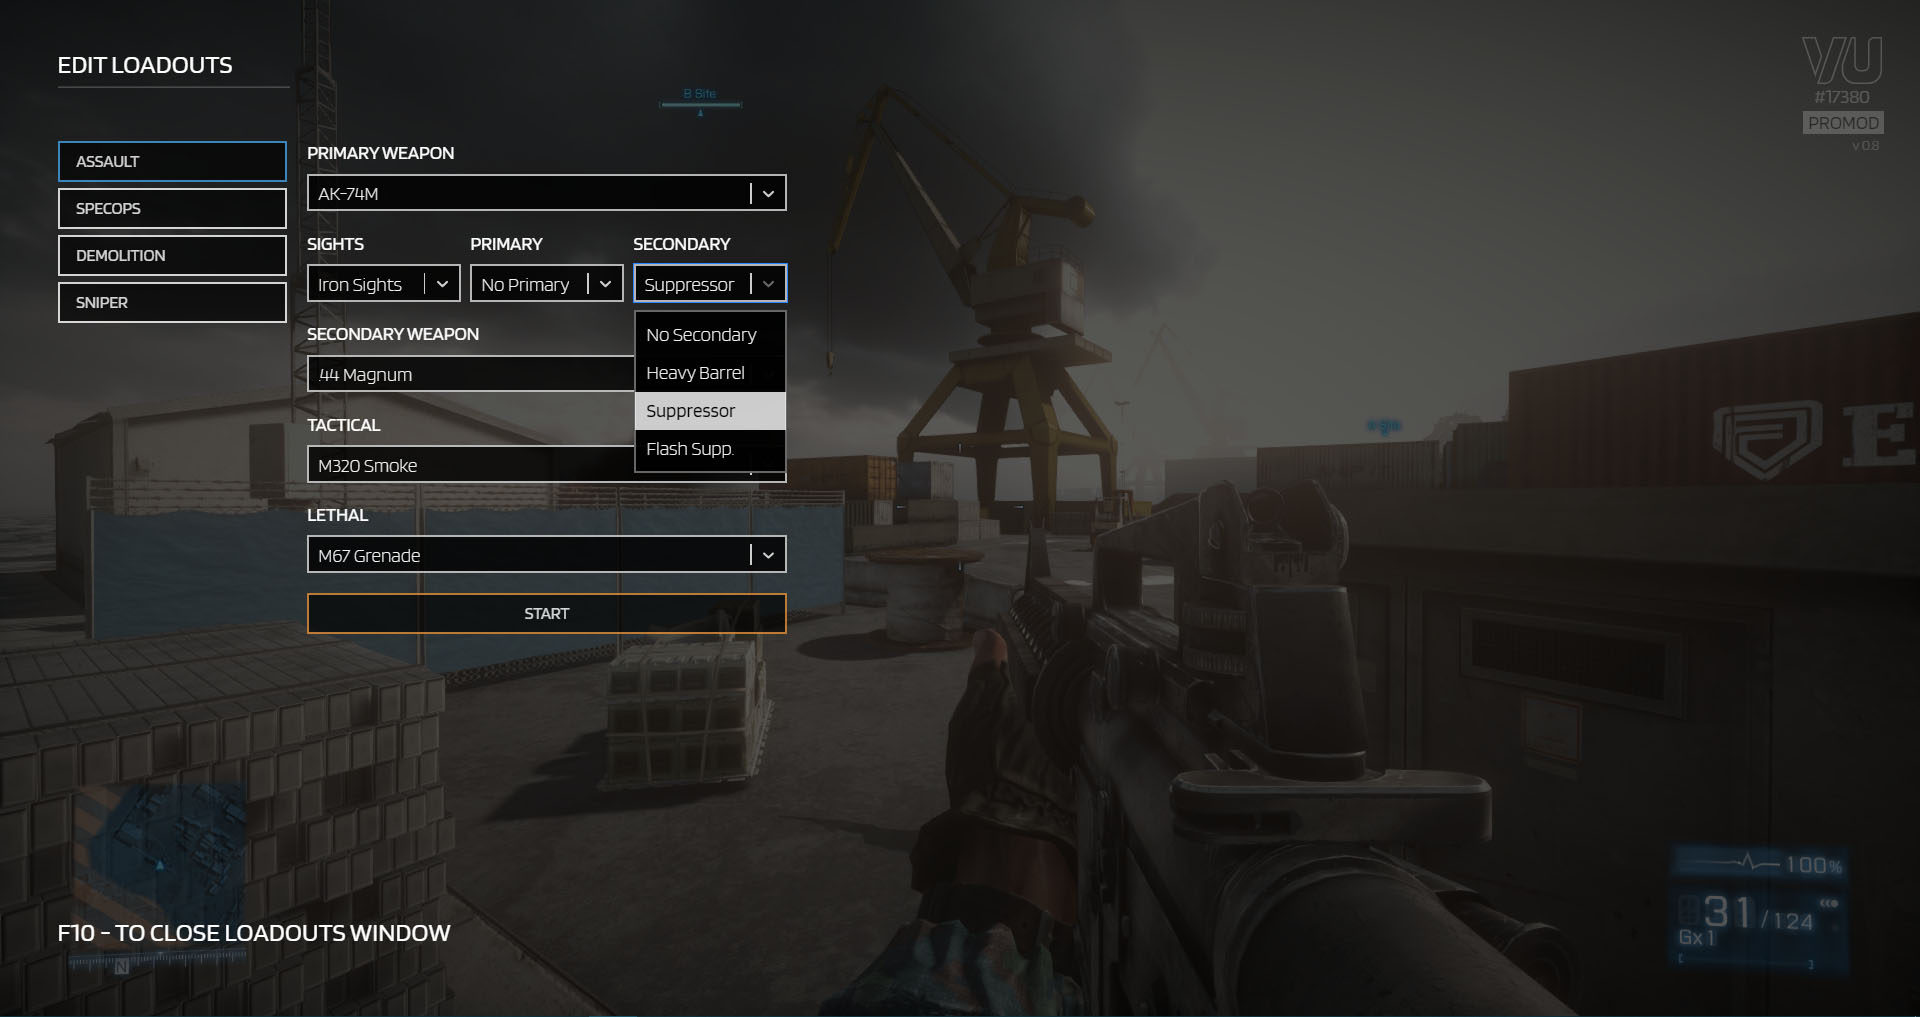 EDIT LOADOUTS
B Site
VU
#17380
PROMOD
v 0.8
ASSAULT
SPECOPS
DEMOLITION
SNIPER
PRIMARY WEAPON
AK-74M
SIGHTS
PRIMARY
SECONDARY
Iron Sights
No Primary
Suppressor
No Secondary
Heavy Barrel
Suppressor
Flash Supp.
SECONDARY WEAPON
.44 Magnum
TACTICAL
M320 Smoke
LETHAL
M67 Grenade
START
E
100%
31/124
Gx1
F10 - TO CLOSE LOADOUTS WINDOW
N